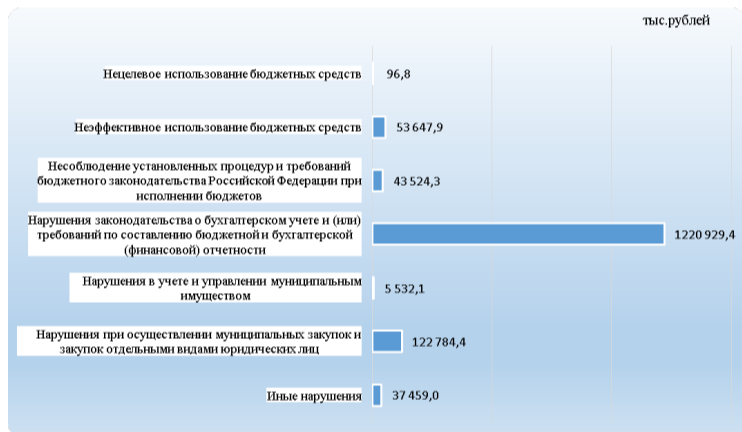 тыс.рублей
Нецелевое использование бюджетных средств
96,8
Неэффективное использование бюджетных средств
53 647,9
Несоблюдение установленных процедур и требований
бюджетного законодательства Российской Федерации при
исполнении бюджетов
43 524,3
Нарушения законодательства о бухгалтерском учете и (или)
требований по составлению бюджетной и бухгалтерской
(финансовой) отчетности
1220 929,4
Нарушения в учете и управлении муниципальным
имуществом
5 532,1
Нарушения при осуществлении муниципальных закупок и
закупок отдельными видами юридических лиц
122 784,4
Иные нарушения
37 459,0